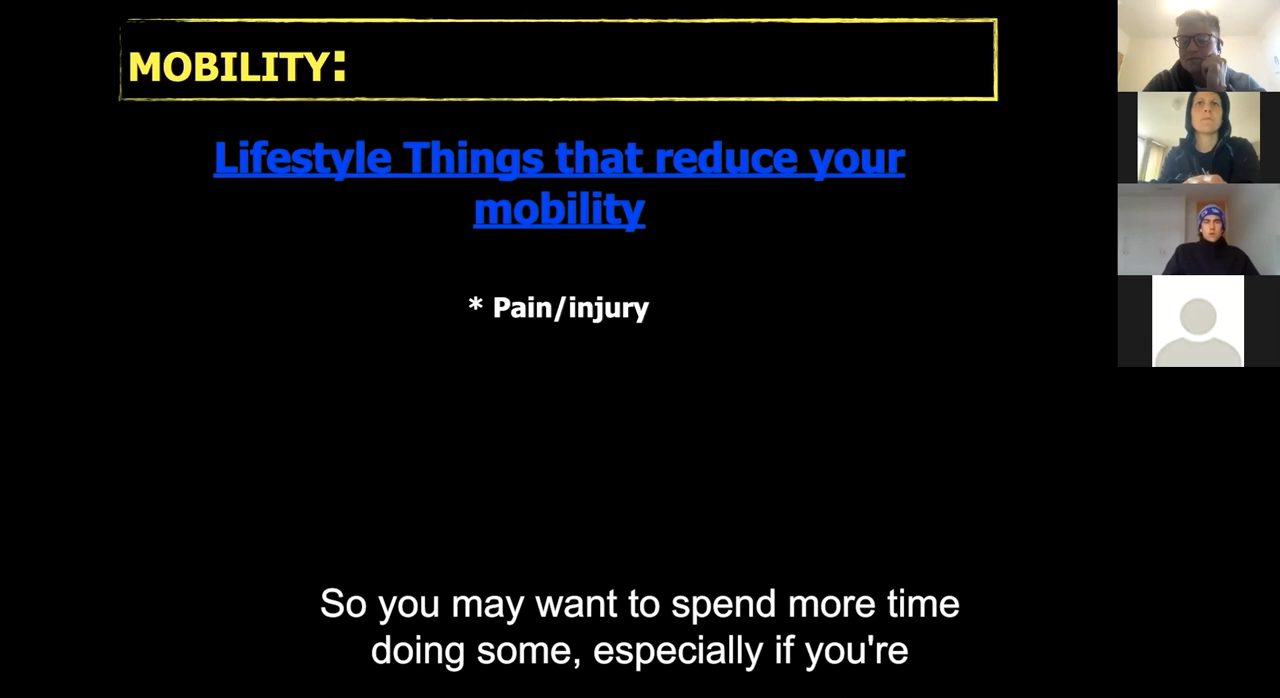 MOBILITY:
Lifestyle Things that reduce your
mobility
* Pain/injury
So you may want to spend more time
doing some, especially if you're